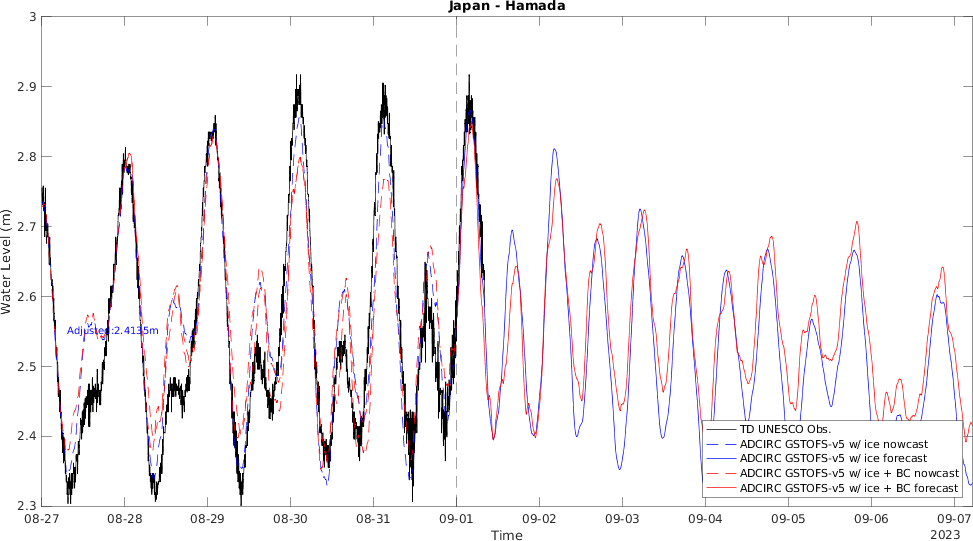 Japan - Hamada
3
2.9
2.8
2.7
2.6
2.5
2.4
2.3
Water Level (m)
Adjusted:2.4135m
TD UNESCO Obs.
ADCIRC GSTOFS-v5 w/ ice nowcast
ADCIRC GSTOFS-v5 w/ ice forecast
ADCIRC GSTOFS-v5 w/ ice + BC nowcast
ADCIRC GSTOFS-v5 w/ ice + BC forecast
08-27 08-28 08-29 08-30 08-31 09-01 09-02 09-03 09-04 09-05 09-06 09-07
Time
2023